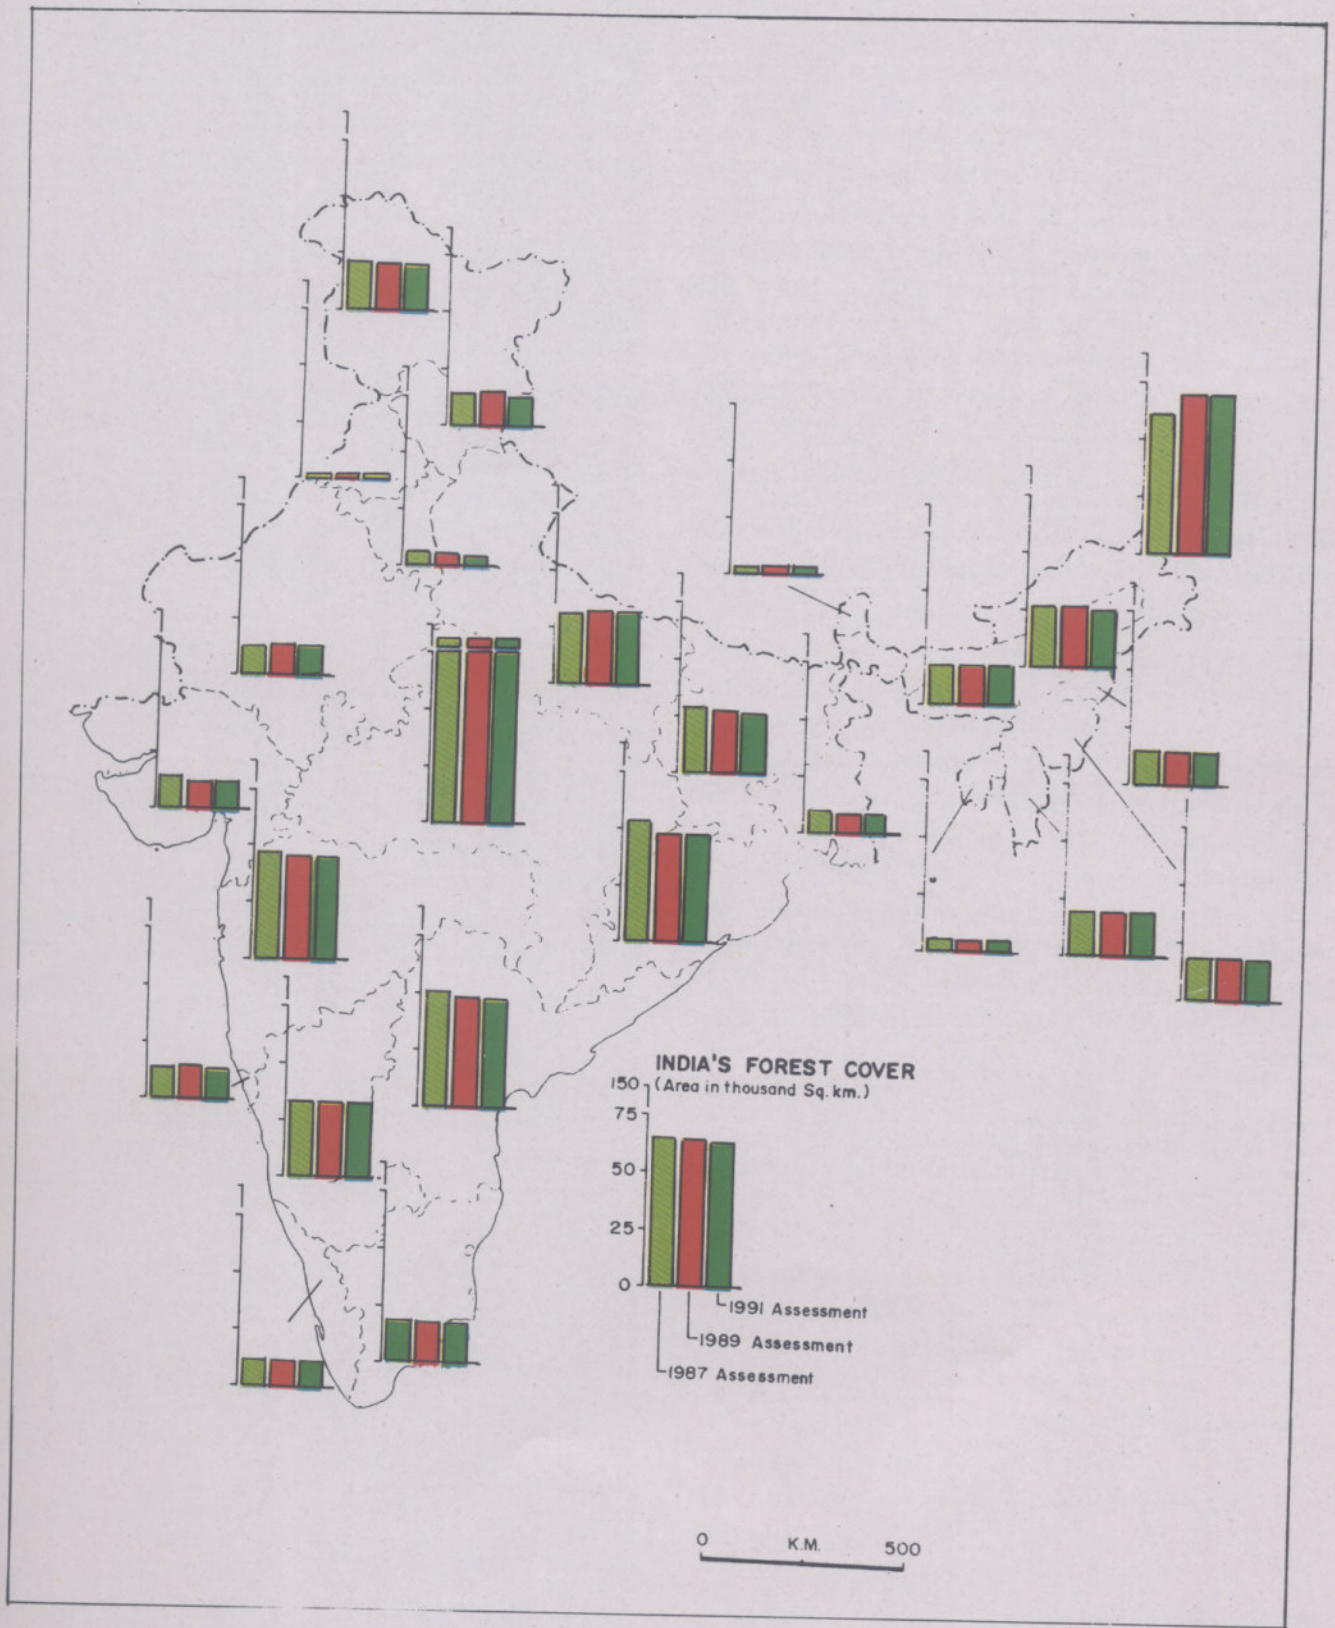 INDIA'S FOREST COVER
(Area in thousand Sq. km.)
150
75
50
25
0
1991 Assessment
1989 Assessment
1987 Assessment
0 K.M. 500